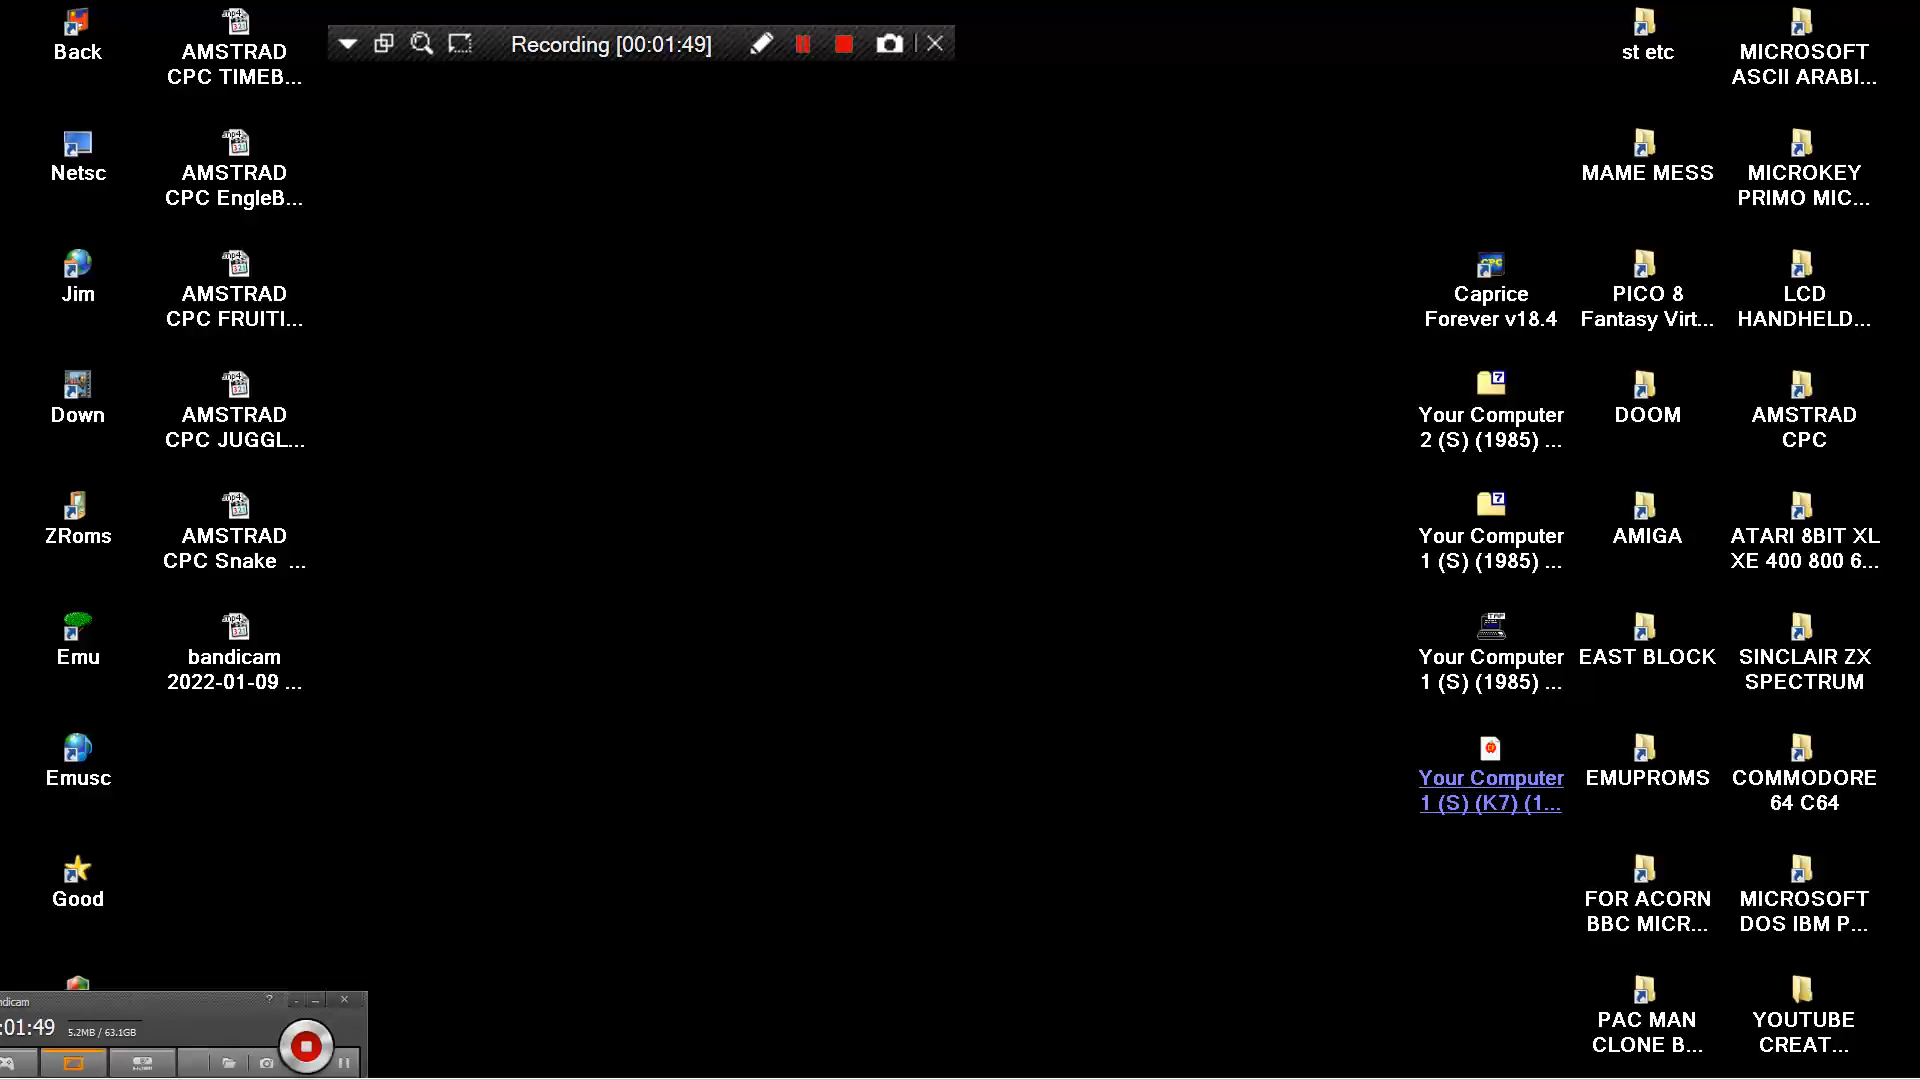 Back
AMSTRAD
CPC TIMEB...
Recording [00:01:49]
st etc
MICROSOFT
ASCII ARABI...
Netsc
AMSTRAD
CPC EngleB...
MAME MESS
MICROKEY
PRIMO MIC...
Jim
AMSTRAD
CPC FRUITI...
Caprice
Forever v18.4
PICO 8
Fantasy Virt...
LCD
HANDHELD...
Down
AMSTRAD
CPC JUGGL...
Your Computer
2 (S) (1985) ...
DOOM
AMSTRAD
CPC
ZRoms
AMSTRAD
CPC Snake ...
Your Computer
1 (S) (1985) ...
AMIGA
ATARI 8BIT XL
XE 400 800 6...
Emu
bandicam
2022-01-09 ...
Your Computer
1 (S) (1985) ...
EAST BLOCK
SINCLAIR ZX
SPECTRUM
Emusc
Your Computer
1 (S) (K7) (1...
EMUPROMS
COMMODORE
64 C64
Good
FOR ACORN
BBC MICR...
MICROSOFT
DOS IBM P...
PAC MAN
CLONE B...
YOUTUBE
CREAT...
ndicam
:01:49
5.2MB / 63.1GB